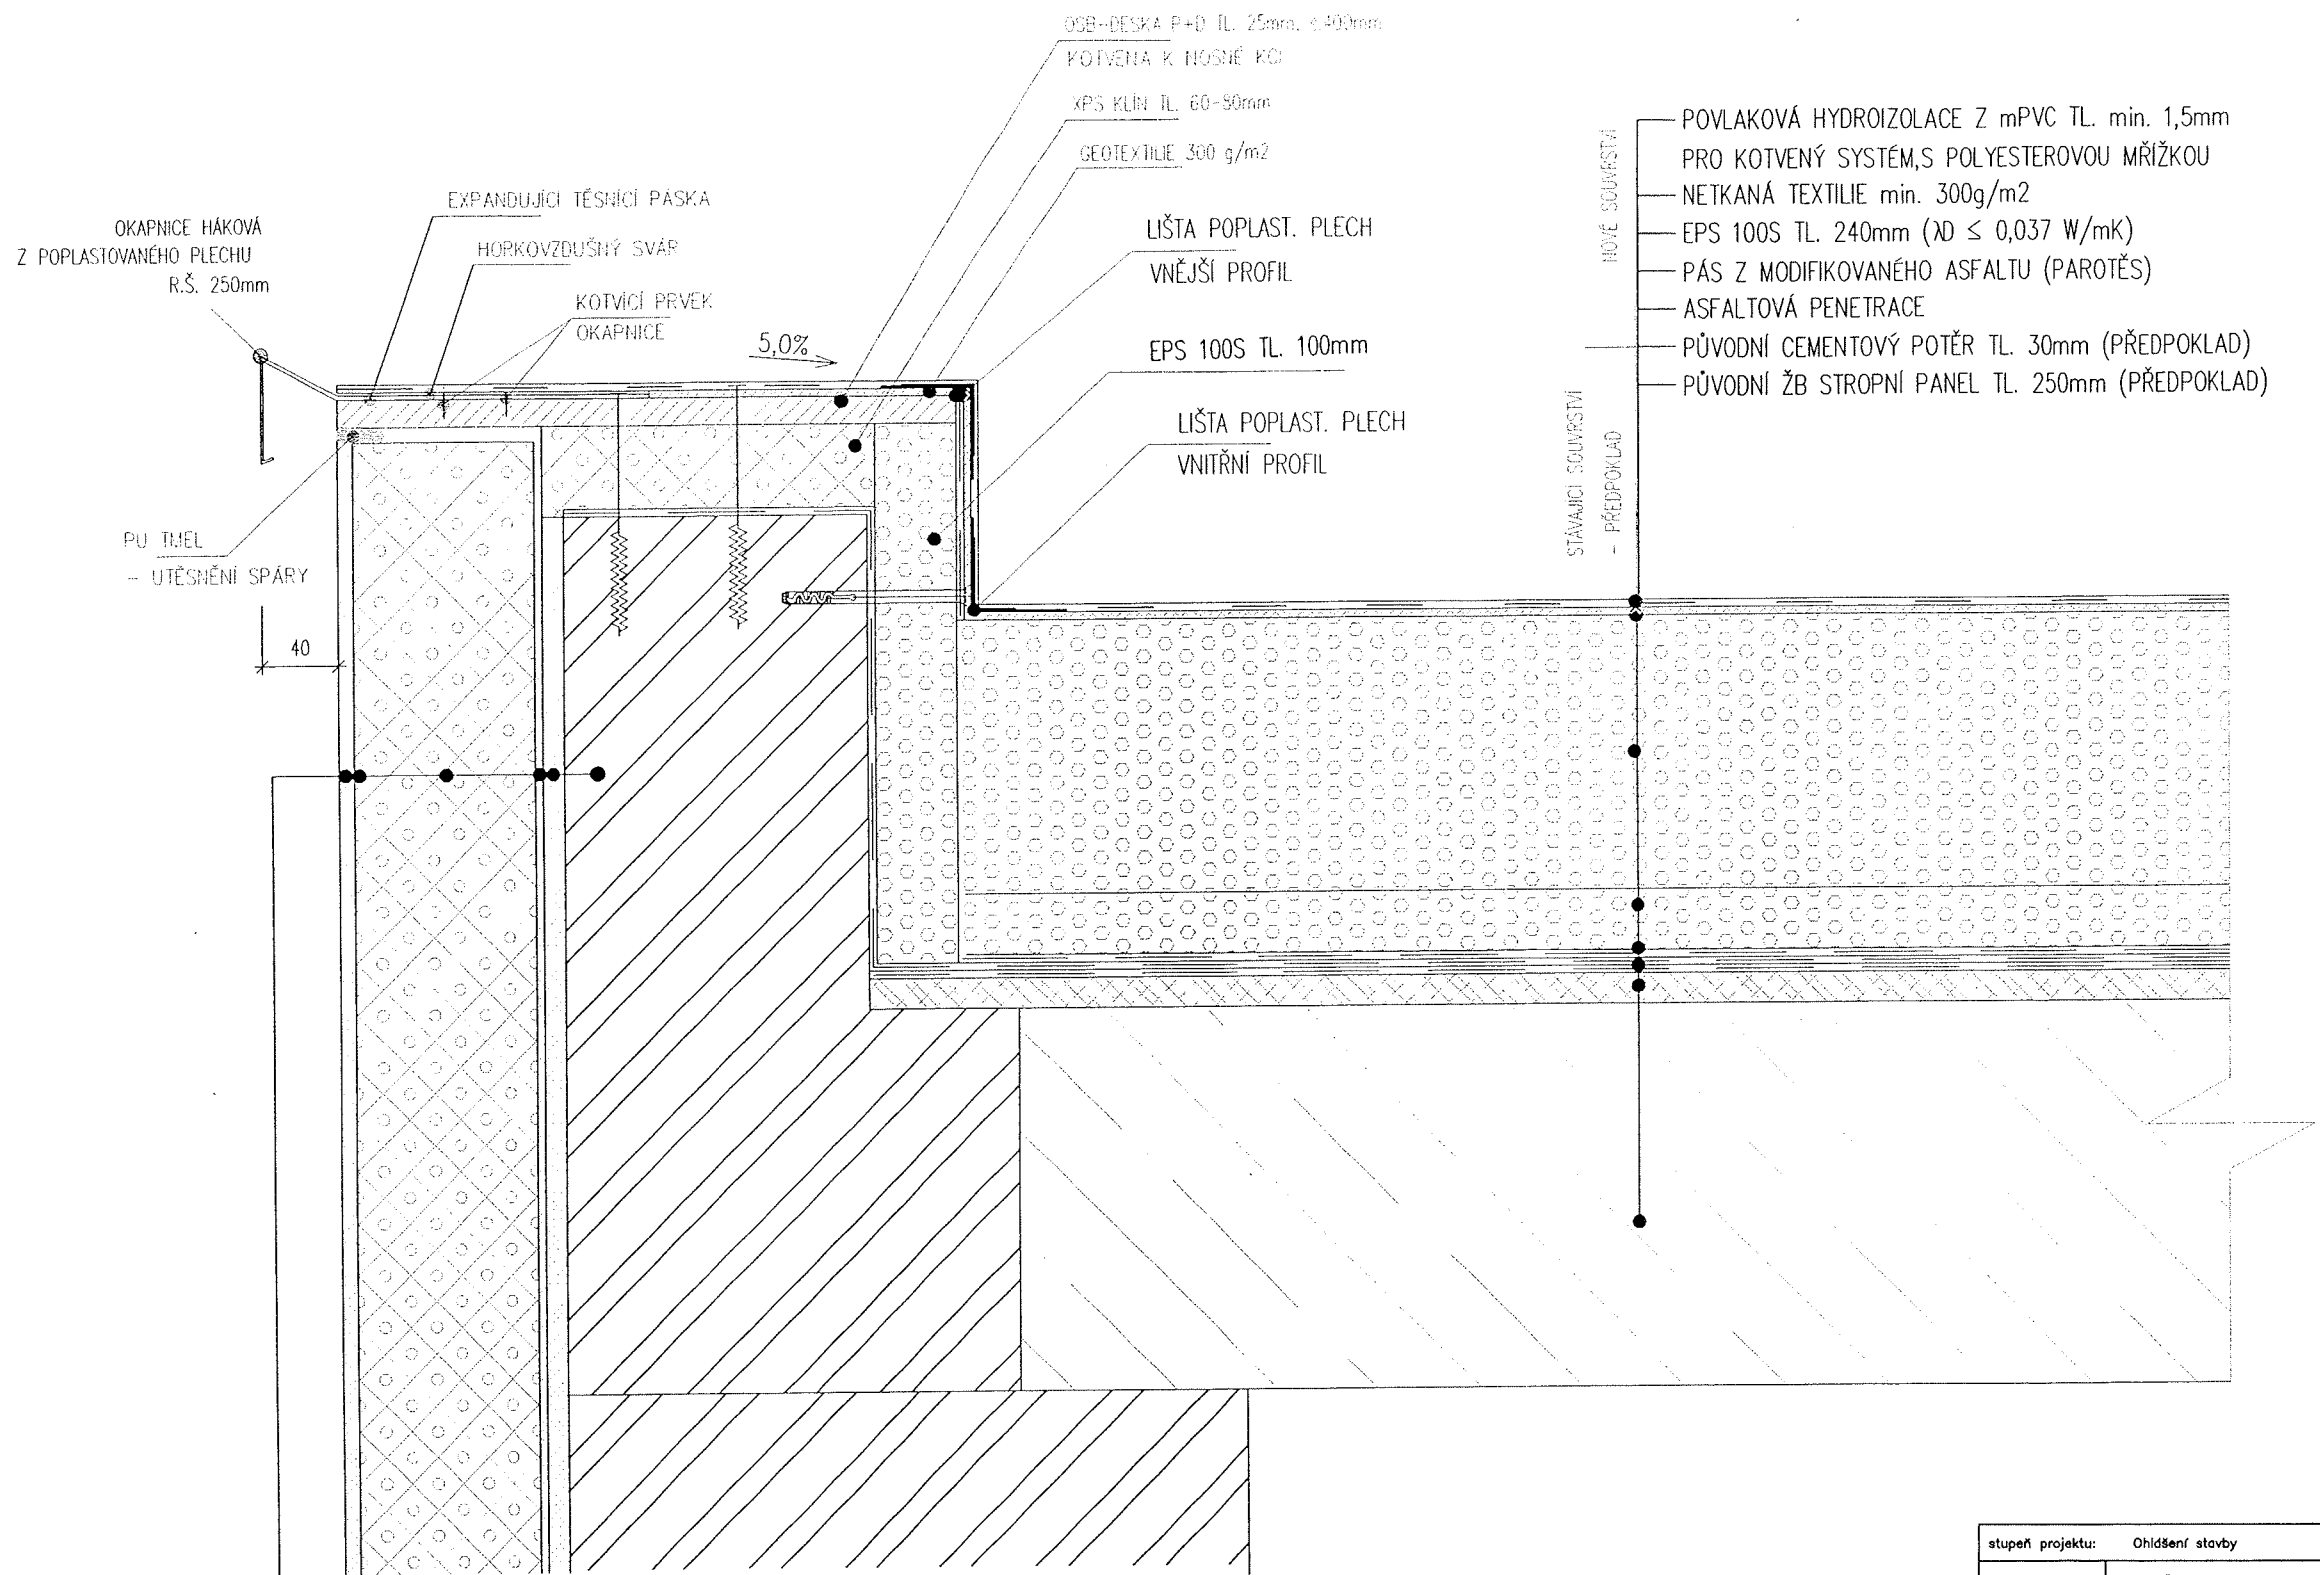 OSB-DESKA P+D TL. 25mm, š.400mm
KOTVENA K NOSNÉ KCI
XPS KLÍN TL. 60-80mm
GEOTEXTILIE 300 g/m2
EXPANDUJÍCÍ TĚSNÍCÍ PÁSKA
HORKOVZDUŠNÝ SVÁR
KOTVÍCÍ PRVEK
OKAPNICE
OKAPNICE HÁKOVÁ
Z POPLASTOVANÉHO PLECHU
R.Š. 250mm
5,0%
LIŠTA POPLAST. PLECH
VNĚJŠÍ PROFIL
EPS 100S TL. 100mm
LIŠTA POPLAST. PLECH
VNITŘNÍ PROFIL
PU TMEL
- UTĚSNĚNÍ SPÁRY
40
NOVÉ SOUVRSTVÍ
STÁVAJÍCÍ SOUVRSTVÍ
- PŘEDPOKLAD
POVLAKOVÁ HYDROIZOLACE Z mPVC TL. min. 1,5mm
PRO KOTVENÝ SYSTÉM,S POLYESTEROVOU MŘÍŽKOU
NETKANÁ TEXTILIE min. 300g/m2
EPS 100S TL. 240mm (λD ≤ 0,037 W/mK)
PÁS Z MODIFIKOVANÉHO ASFALTU (PAROTĚS)
ASFALTOVÁ PENETRACE
PŮVODNÍ CEMENTOVÝ POTĚR TL. 30mm (PŘEDPOKLAD)
PŮVODNÍ ŽB STROPNÍ PANEL TL. 250mm (PŘEDPOKLAD)
stupeň projektu: Ohlášení stavby